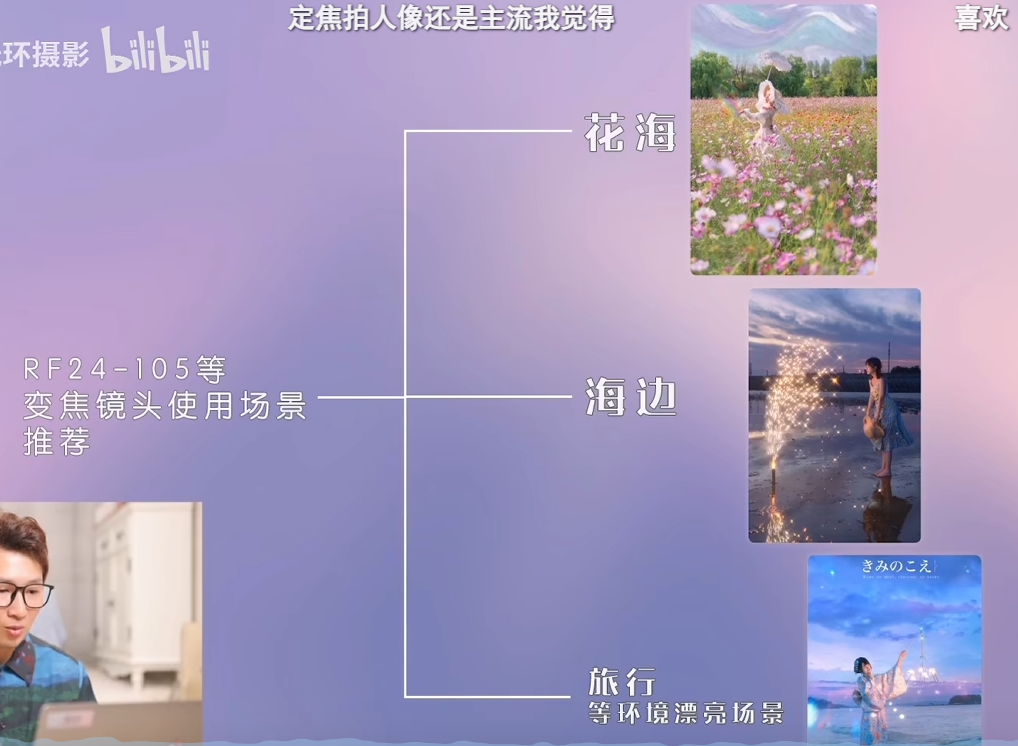 定焦拍人像还是主流我觉得
喜欢
环摄影 bilibili
花海
RF24-105等
变焦镜头使用场景
推荐
海边
きみのこえ
旅行
等环境漂亮场景